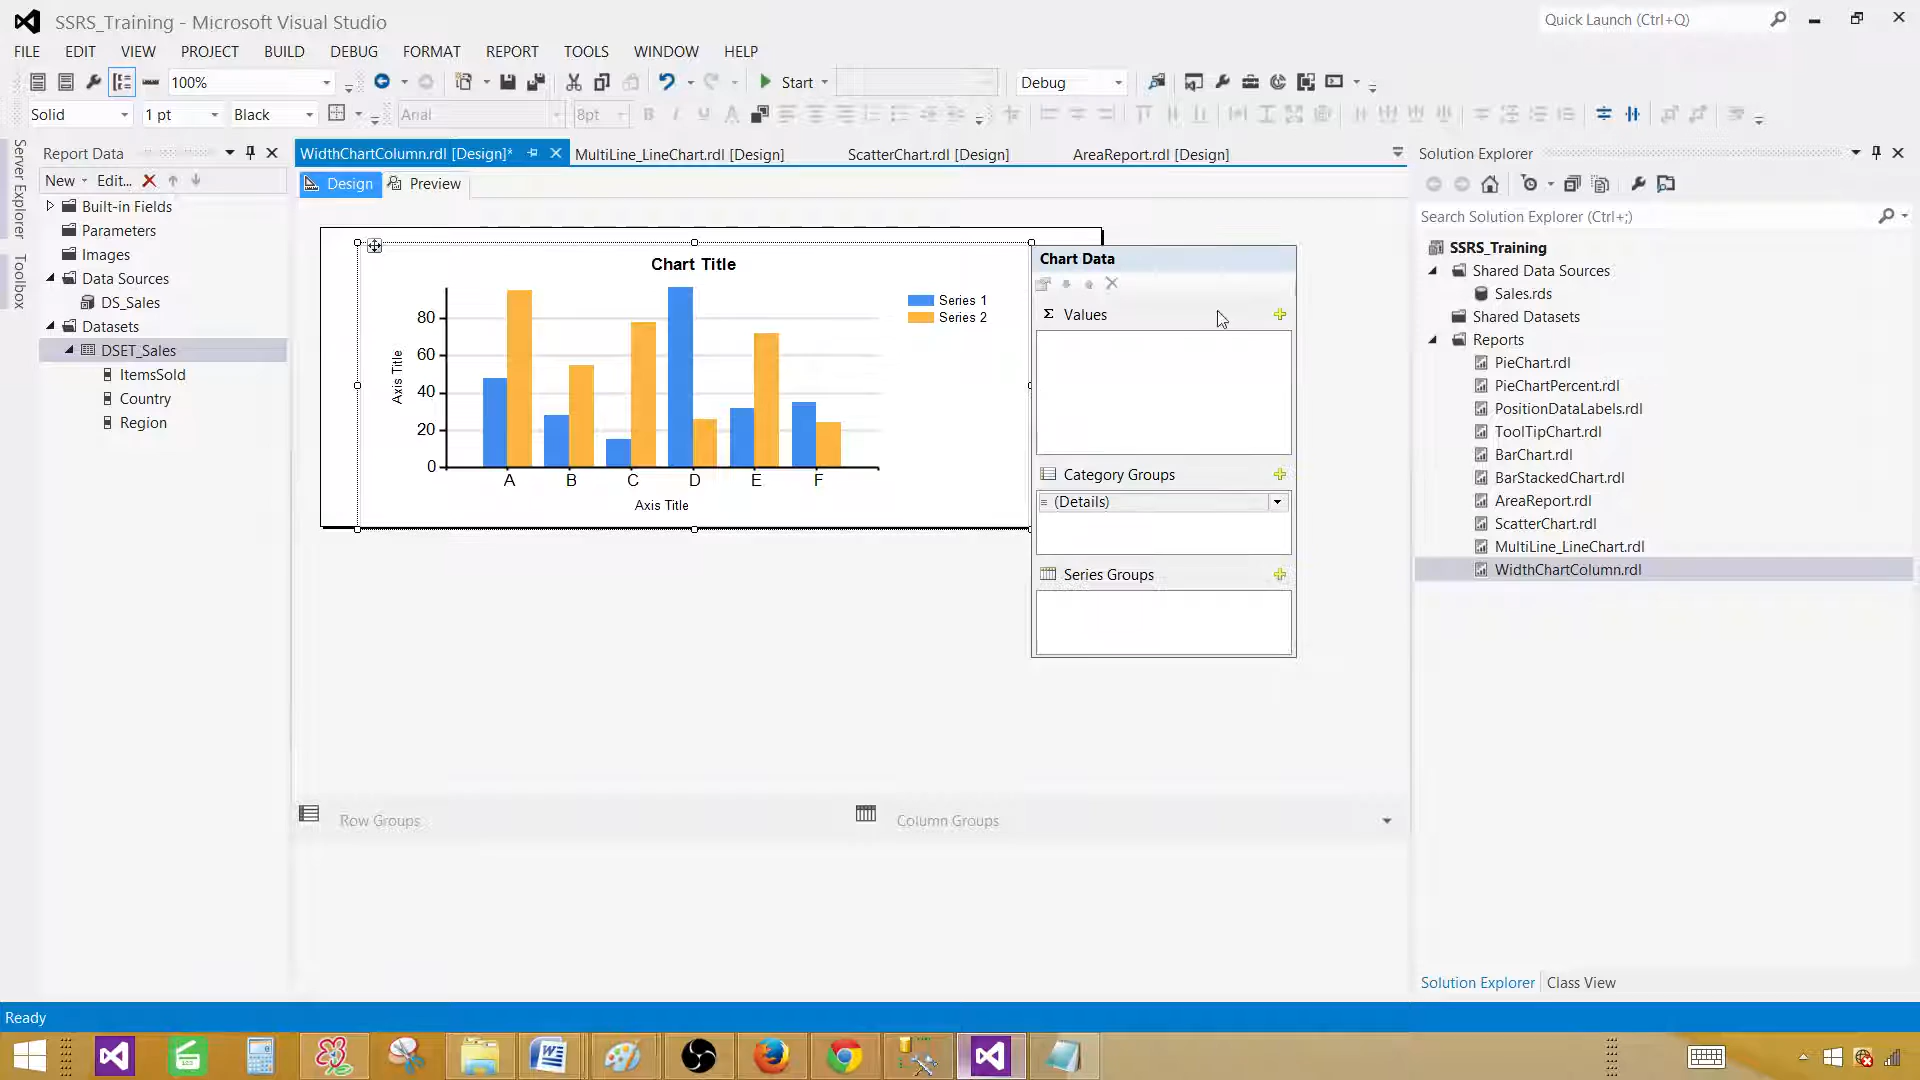 SSRS_Training - Microsoft Visual Studio
Quick Launch (Ctrl+Q)
FILE EDIT VIEW PROJECT BUILD DEBUG FORMAT REPORT TOOLS WINDOW HELP
100% Start Debug
Solid 1 pt Black Arial 8pt B I U A
Server Explorer
Toolbox
Report Data
New Edit...
Built-in Fields
Parameters
Images
Data Sources
DS_Sales
Datasets
DSET_Sales
ItemsSold
Country
Region
WidthChartColumn.rdl [Design]* MultiLine_LineChart.rdl [Design] ScatterChart.rdl [Design] AreaReport.rdl [Design]
Design Preview
Chart Title
Series 1
Series 2
Axis Title
80
60
40
20
0
A B C D E F
Axis Title
Chart Data
Σ Values
Category Groups
(Details)
Series Groups
Row Groups
Column Groups
Solution Explorer
Search Solution Explorer (Ctrl+;)
SSRS_Training
Shared Data Sources
Sales.rds
Shared Datasets
Reports
PieChart.rdl
PieChartPercent.rdl
PositionDataLabels.rdl
ToolTipChart.rdl
BarChart.rdl
BarStackedChart.rdl
AreaReport.rdl
ScatterChart.rdl
MultiLine_LineChart.rdl
WidthChartColumn.rdl
Solution Explorer Class View
Ready